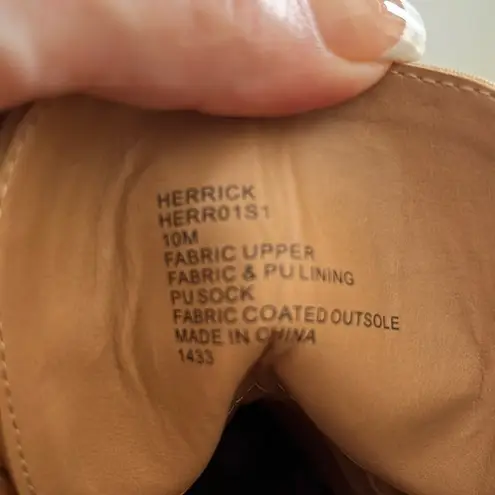 HERRICK
HERR01S1
10M
FABRIC UPPER
FABRIC & PU LINING
PU SOCK
FABRIC COATED OUTSOLE
MADE IN CHINA
1433